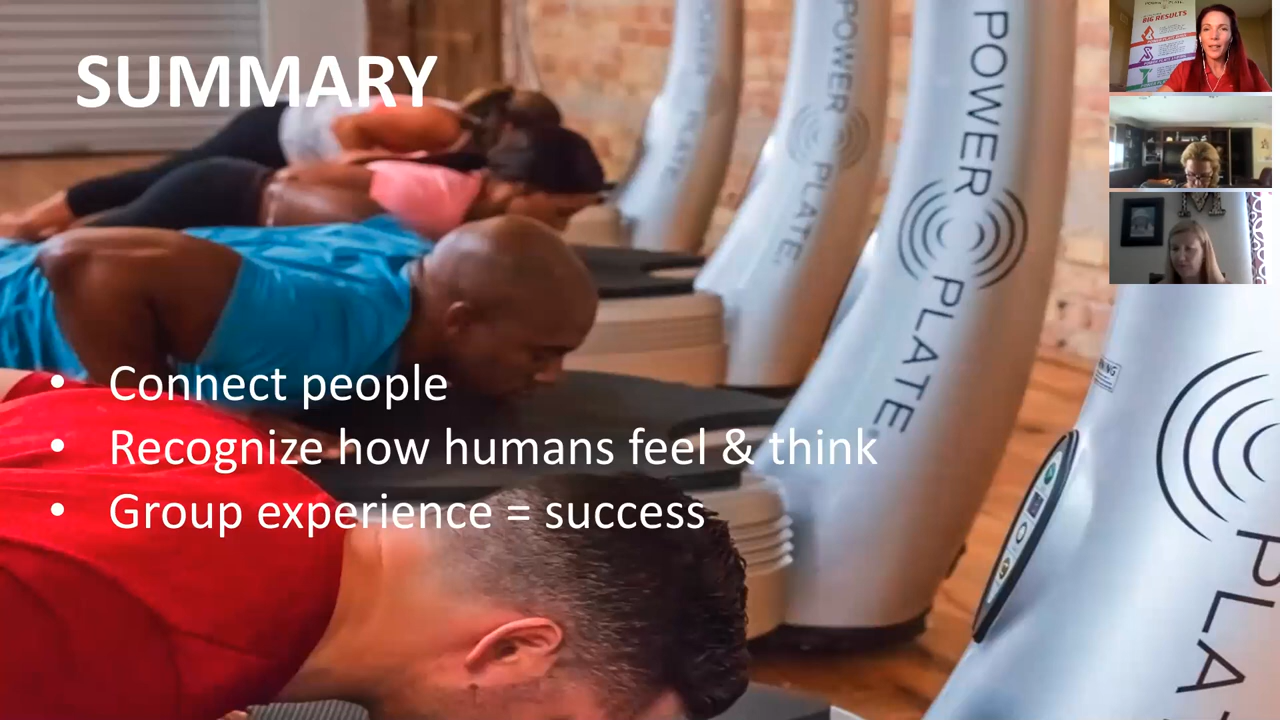 SUMMARY
• Connect people
• Recognize how humans feel & think
• Group experience = success
POWER PLATE
POWER PLATE
POWER PLATE
PLATE
BIG RESULTS